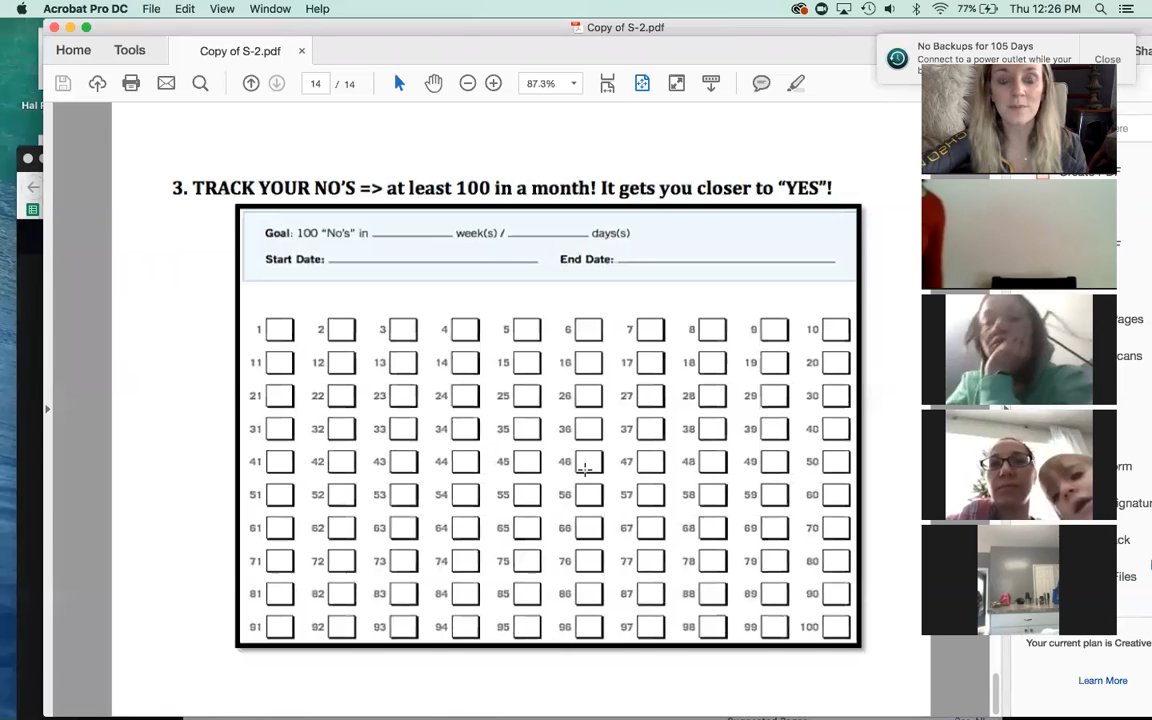 Acrobat Pro DC File Edit View Window Help 77% Thu 12:26 PM
Copy of S-2.pdf
Home Tools Copy of S-2.pdf ×
No Backups for 105 Days
Connect to a power outlet while your
Close
14 / 14 87.3%
3. TRACK YOUR NO'S => at least 100 in a month! It gets you closer to “YES”!
Goal: 100 "No's" in __________ week(s) / __________ days(s)
Start Date: __________ End Date: __________
1 2 3 4 5 6 7 8 9 10
11 12 13 14 15 16 17 18 19 20
21 22 23 24 25 26 27 28 29 30
31 32 33 34 35 36 37 38 39 40
41 42 43 44 45 46 47 48 49 50
51 52 53 54 55 56 57 58 59 60
61 62 63 64 65 66 67 68 69 70
71 72 73 74 75 76 77 78 79 80
81 82 83 84 85 86 87 88 89 90
91 92 93 94 95 96 97 98 99 100
Your current plan is Creative
Learn More